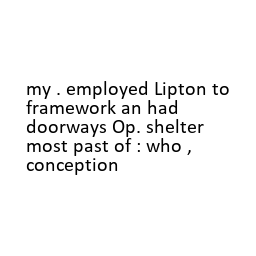 my . employed Lipton to
framework an had
doorways Op. shelter
most past of : who ,
conception